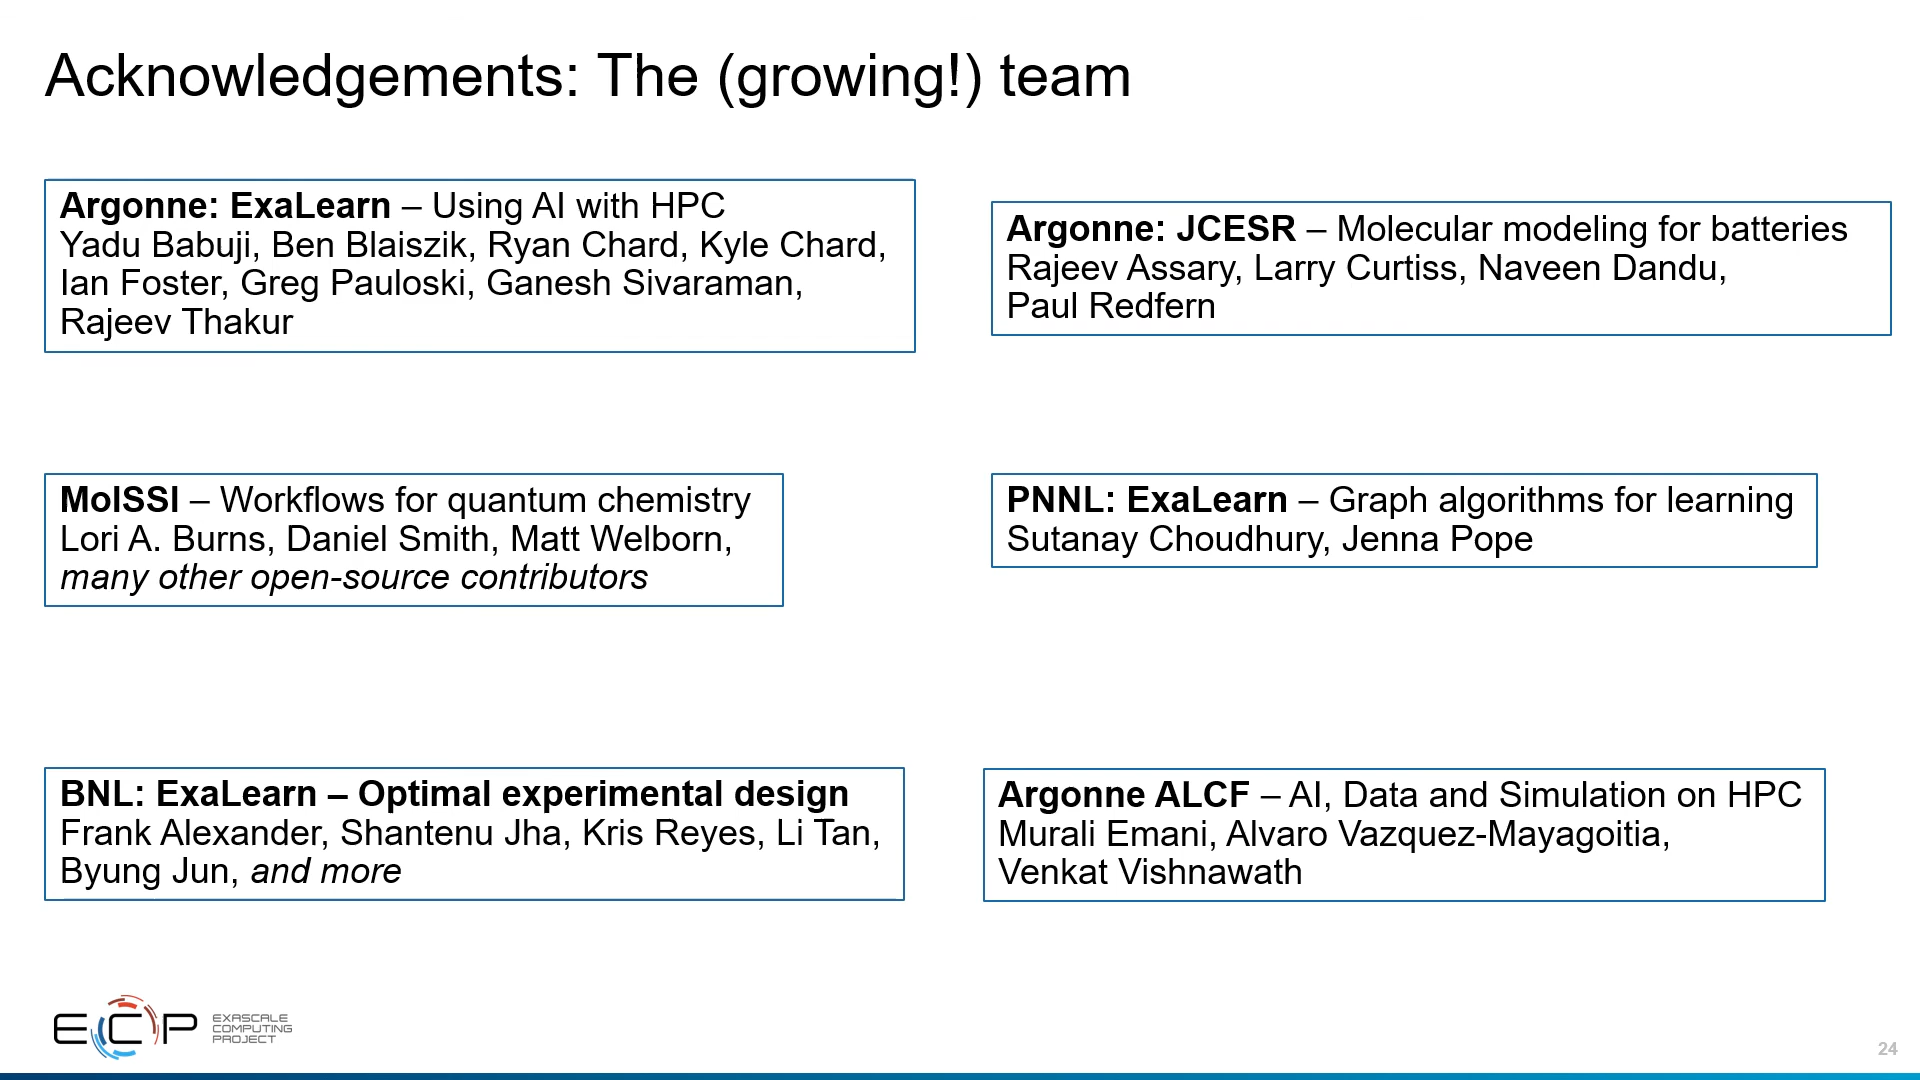 Acknowledgements: The (growing!) team
Argonne: ExaLearn – Using AI with HPC
Yadu Babuji, Ben Blaiszik, Ryan Chard, Kyle Chard,
Ian Foster, Greg Pauloski, Ganesh Sivaraman,
Rajeev Thakur
Argonne: JCESR – Molecular modeling for batteries
Rajeev Assary, Larry Curtiss, Naveen Dandu,
Paul Redfern
MolSSI – Workflows for quantum chemistry
Lori A. Burns, Daniel Smith, Matt Welborn,
many other open-source contributors
PNNL: ExaLearn – Graph algorithms for learning
Sutanay Choudhury, Jenna Pope
BNL: ExaLearn – Optimal experimental design
Frank Alexander, Shantenu Jha, Kris Reyes, Li Tan,
Byung Jun, and more
Argonne ALCF – AI, Data and Simulation on HPC
Murali Emani, Alvaro Vazquez-Mayagoitia,
Venkat Vishnawath
ECP
EXASCALE
COMPUTING
PROJECT
24